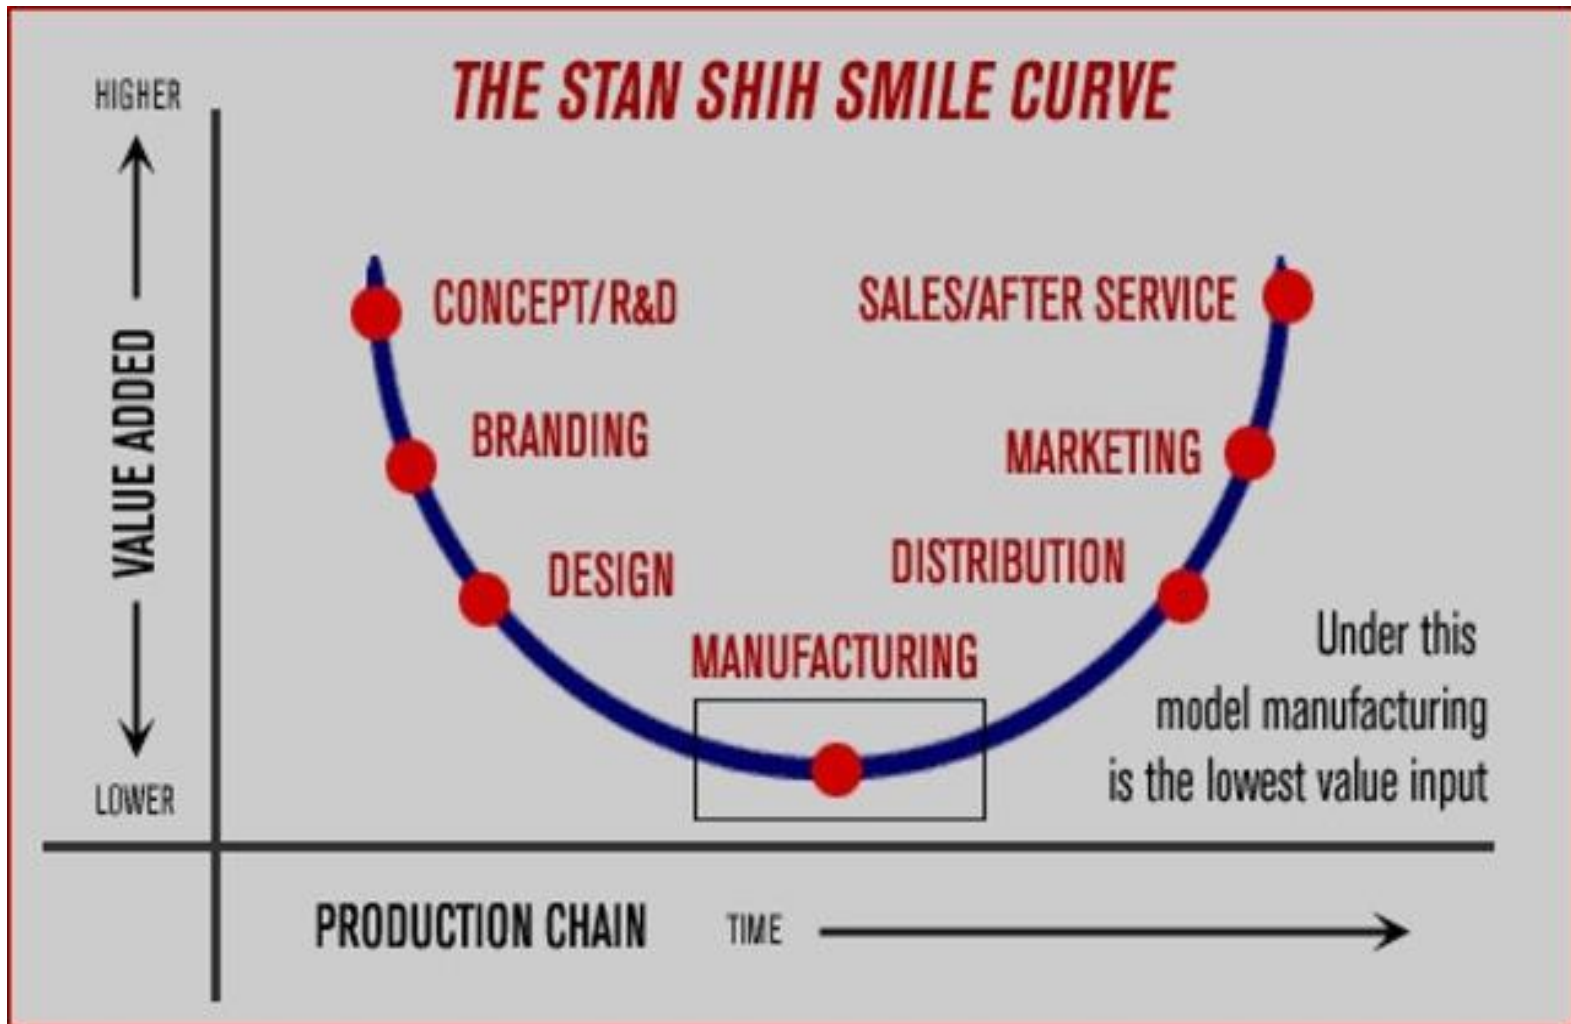 THE STAN SHIH SMILE CURVE
HIGHER
VALUE ADDED
LOWER
CONCEPT/R&D
BRANDING
DESIGN
MANUFACTURING
DISTRIBUTION
MARKETING
SALES/AFTER SERVICE
Under this
model manufacturing
is the lowest value input
PRODUCTION CHAIN
TIME